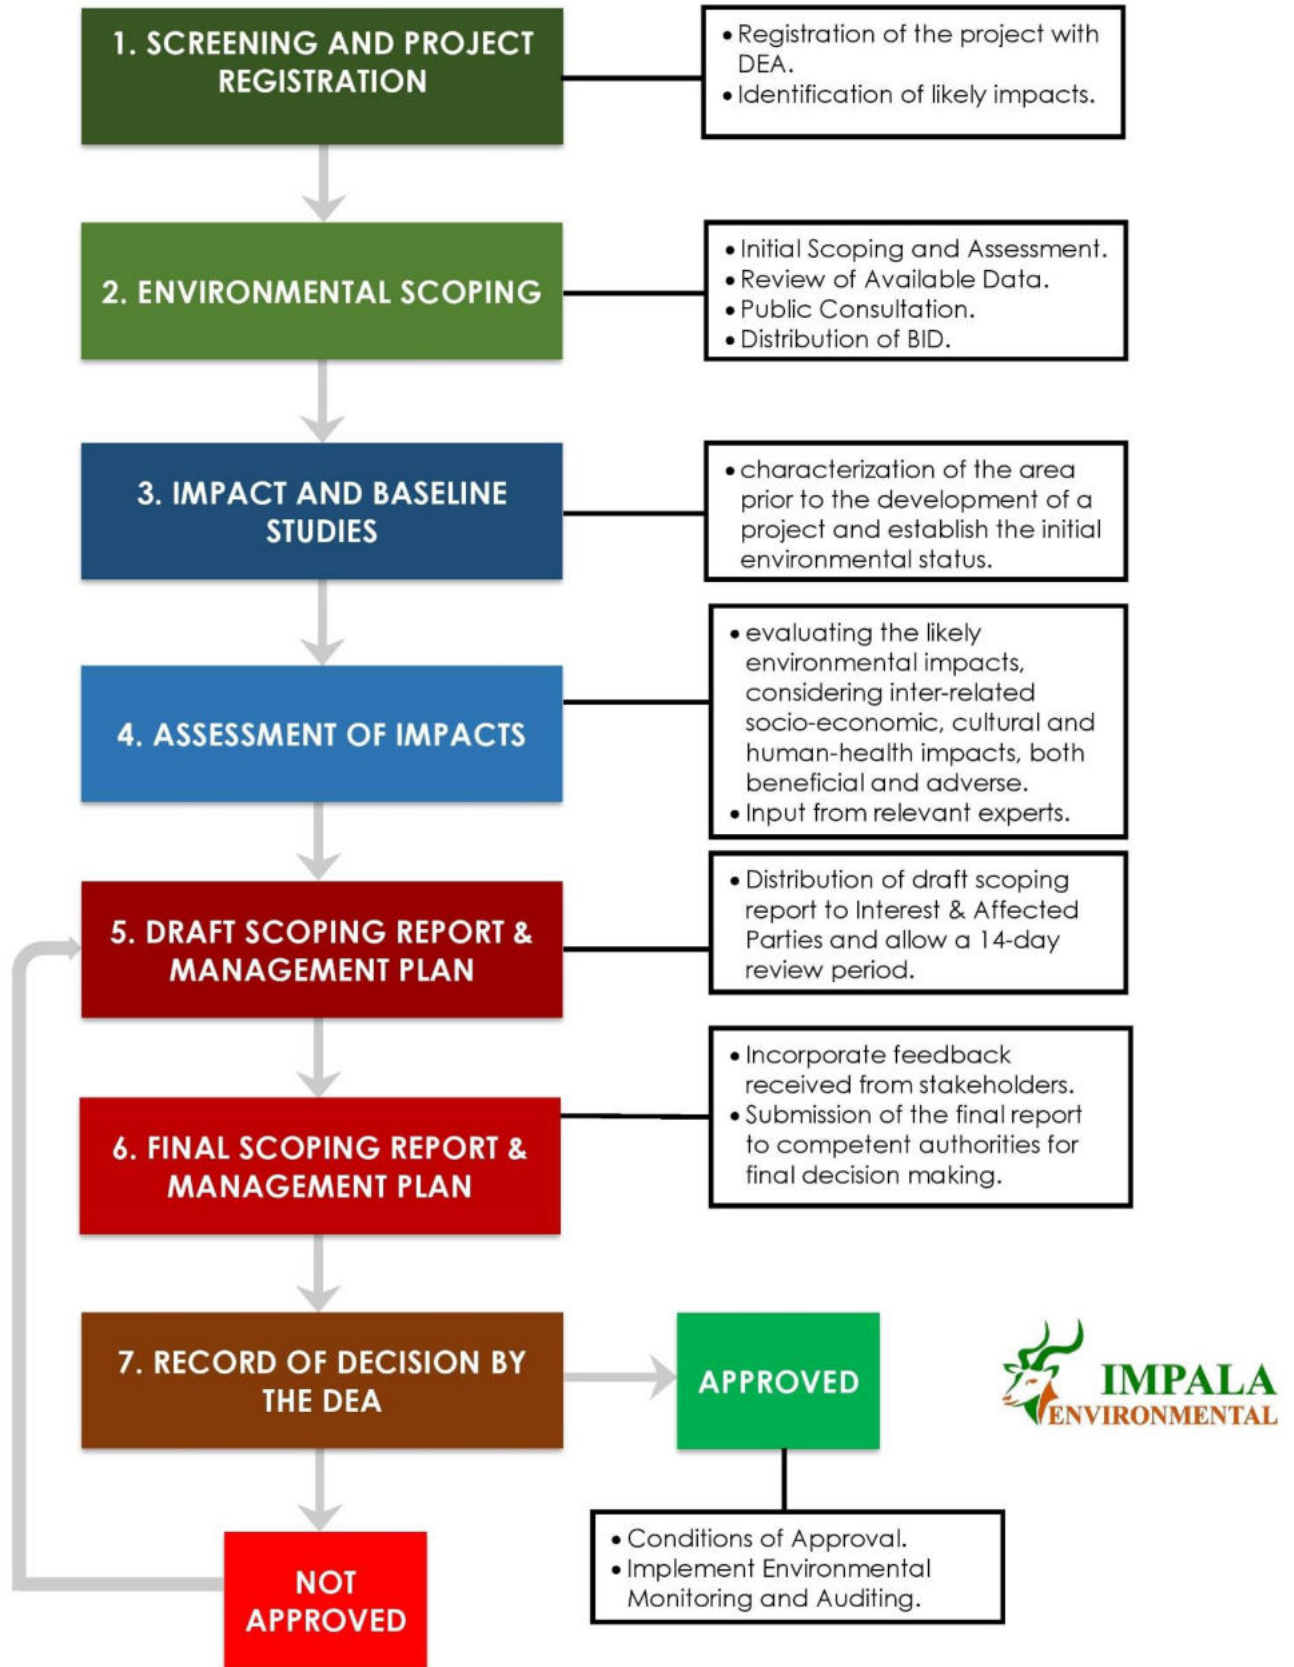 1. SCREENING AND PROJECT
REGISTRATION
• Registration of the project with
DEA.
• Identification of likely impacts.
2. ENVIRONMENTAL SCOPING
• Initial Scoping and Assessment.
• Review of Available Data.
• Public Consultation.
• Distribution of BID.
3. IMPACT AND BASELINE
STUDIES
• characterization of the area
prior to the development of a
project and establish the initial
environmental status.
4. ASSESSMENT OF IMPACTS
• evaluating the likely
environmental impacts,
considering inter-related
socio-economic, cultural and
human-health impacts, both
beneficial and adverse.
• Input from relevant experts.
5. DRAFT SCOPING REPORT &
MANAGEMENT PLAN
• Distribution of draft scoping
report to Interest & Affected
Parties and allow a 14-day
review period.
6. FINAL SCOPING REPORT &
MANAGEMENT PLAN
• Incorporate feedback
received from stakeholders.
• Submission of the final report
to competent authorities for
final decision making.
7. RECORD OF DECISION BY
THE DEA
APPROVED
IMPALA
ENVIRONMENTAL
• Conditions of Approval.
• Implement Environmental
Monitoring and Auditing.
NOT
APPROVED